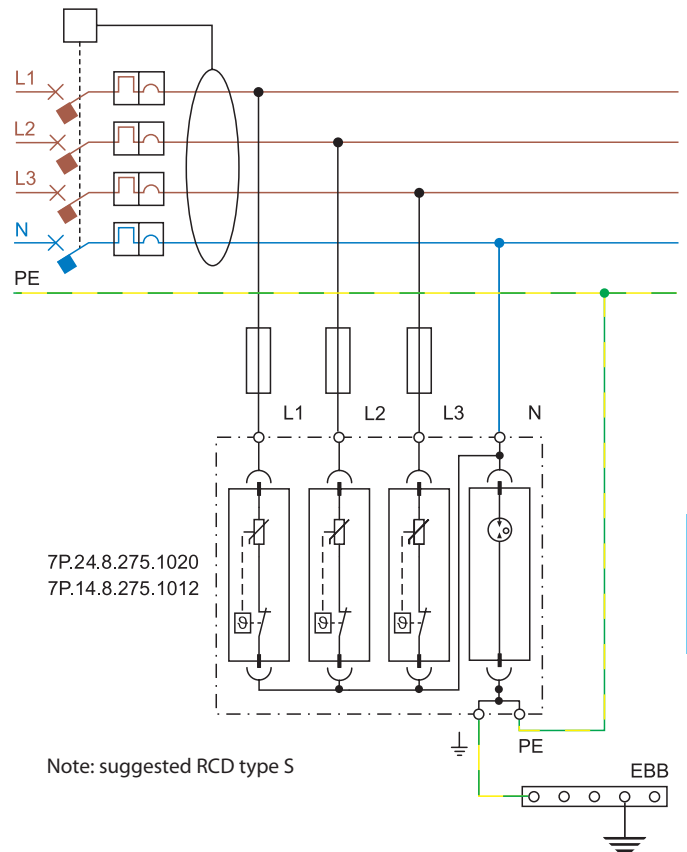 L1
L2
L3
N
PE
L1 L2 L3 N
7P.24.8.275.1020
7P.14.8.275.1012
ϑ ϑ ϑ
PE
Note: suggested RCD type S
EBB